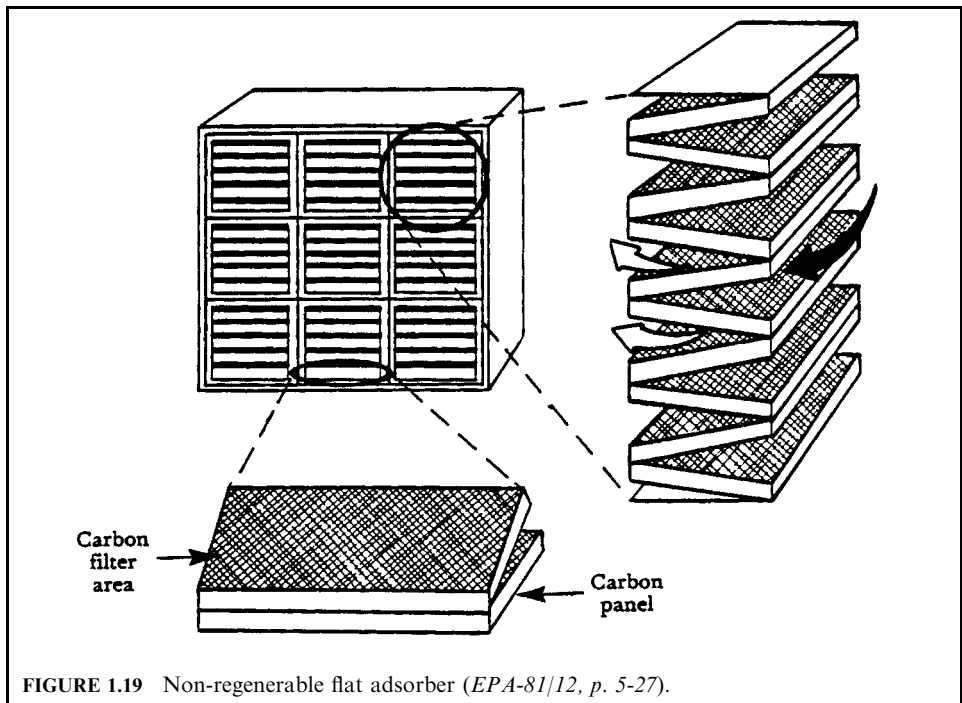 Carbon
filter
area
Carbon
panel
FIGURE 1.19 Non-regenerable flat adsorber (EPA-81/12, p. 5-27).